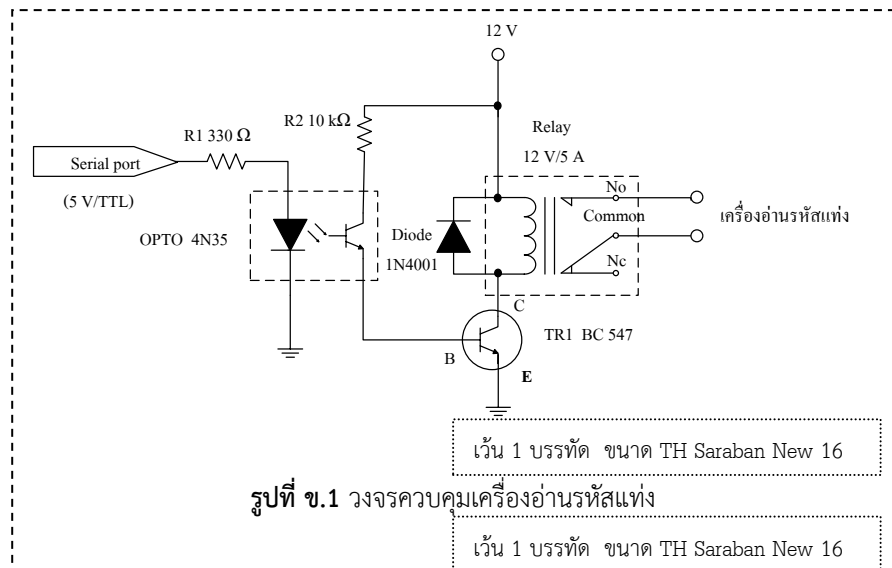 12 V
R1 330 Ω
R2 10 kΩ
Relay
12 V/5 A
Serial port
(5 V/TTL)
No
Common
Nc
เครื่องอ่านรหัสแท่ง
OPTO 4N35
Diode
1N4001
C
TR1 BC 547
B
E
เว้น 1 บรรทัด ขนาด TH Saraban New 16
รูปที่ ข.1 วงจรควบคุมเครื่องอ่านรหัสแท่ง
เว้น 1 บรรทัด ขนาด TH Saraban New 16